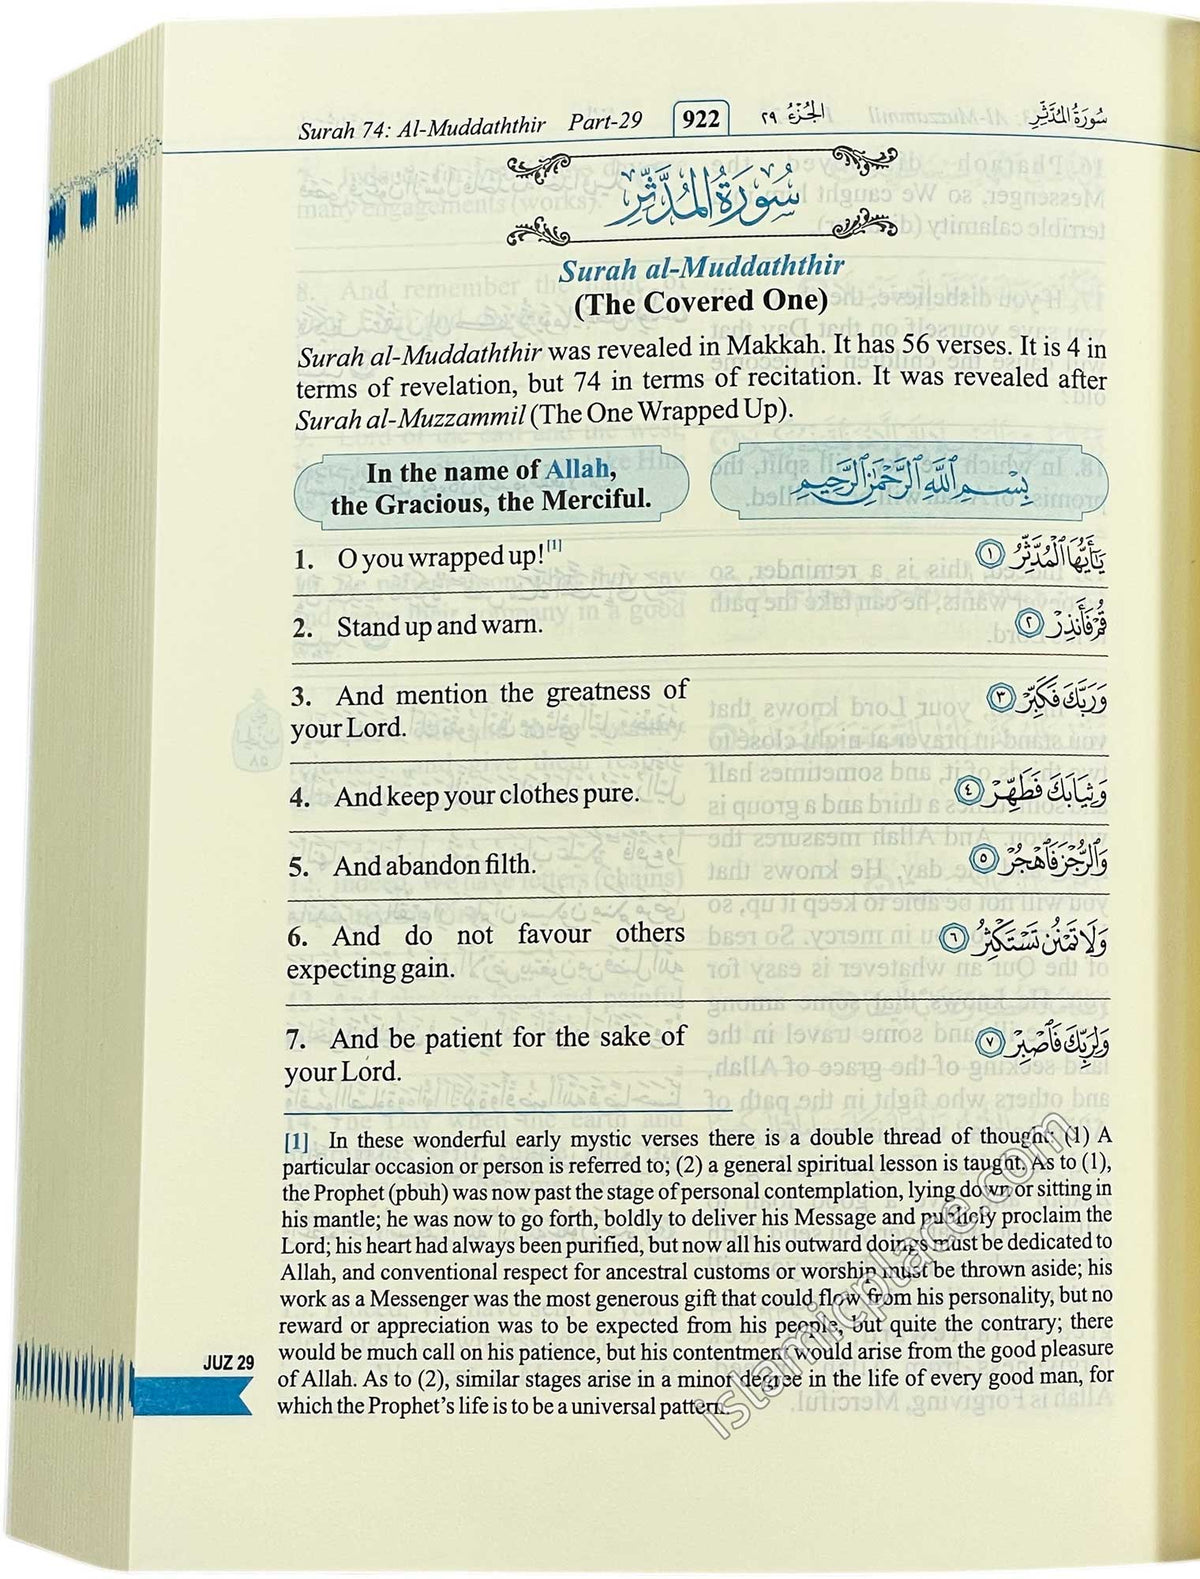 Surah 74: Al-Muddaththir Part-29 922 الجزء ٢٩ سورة المدثر
سُورَةُ المُدَّثِّرِ
Surah al-Muddaththir
(The Covered One)
Surah al-Muddaththir was revealed in Makkah. It has 56 verses. It is 4 in
terms of revelation, but 74 in terms of recitation. It was revealed after
Surah al-Muzzammil (The One Wrapped Up).
In the name of Allah,
the Gracious, the Merciful.
بِسْمِ ٱللَّهِ ٱلرَّحْمَٰنِ ٱلرَّحِيمِ
1. O you wrapped up![1]
يَٰٓأَيُّهَا ٱلْمُدَّثِّرُ ١
2. Stand up and warn.
قُمْ فَأَنذِرْ ٢
3. And mention the greatness of
your Lord.
وَرَبَّكَ فَكَبِّرْ ٣
4. And keep your clothes pure.
وَثِيَابَكَ فَطَهِّرْ ٤
5. And abandon filth.
وَٱلرُّجْزَ فَٱهْجُرْ ٥
6. And do not favour others
expecting gain.
وَلَا تَمْنُن تَسْتَكْثِرُ ٦
7. And be patient for the sake of
your Lord.
وَلِرَبِّكَ فَٱصْبِرْ ٧
[1] In these wonderful early mystic verses there is a double thread of thought: (1) A
particular occasion or person is referred to; (2) a general spiritual lesson is taught. As to (1),
the Prophet (pbuh) was now past the stage of personal contemplation, lying down or sitting in
his mantle; he was now to go forth, boldly to deliver his Message and publicly proclaim the
Lord; his heart had always been purified, but now all his outward doings must be dedicated to
Allah, and conventional respect for ancestral customs or worship must be thrown aside; his
work as a Messenger was the most generous gift that could flow from his personality, but no
reward or appreciation was to be expected from his people, but quite the contrary; there
would be much call on his patience, but his contentment would arise from the good pleasure
of Allah. As to (2), similar stages arise in a minor degree in the life of every good man, for
which the Prophet's life is to be a universal pattern.
JUZ 29
islamicplace.com